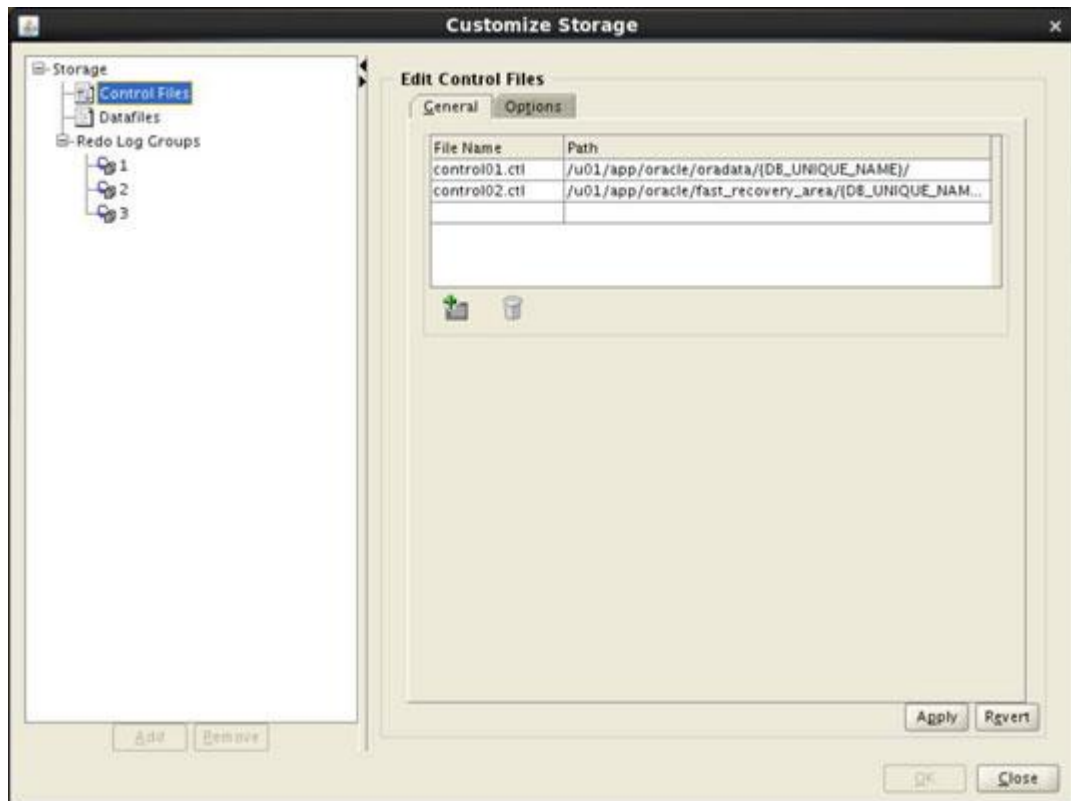 Customize Storage
Storage
Control Files
Datafiles
Redo Log Groups
1
2
3
Edit Control Files
General Options
File Name Path
control01.ctl /u01/app/oracle/oradata/{DB_UNIQUE_NAME}/
control02.ctl /u01/app/oracle/fast_recovery_area/{DB_UNIQUE_NAM...
Apply Revert
Add Remove
OK Close